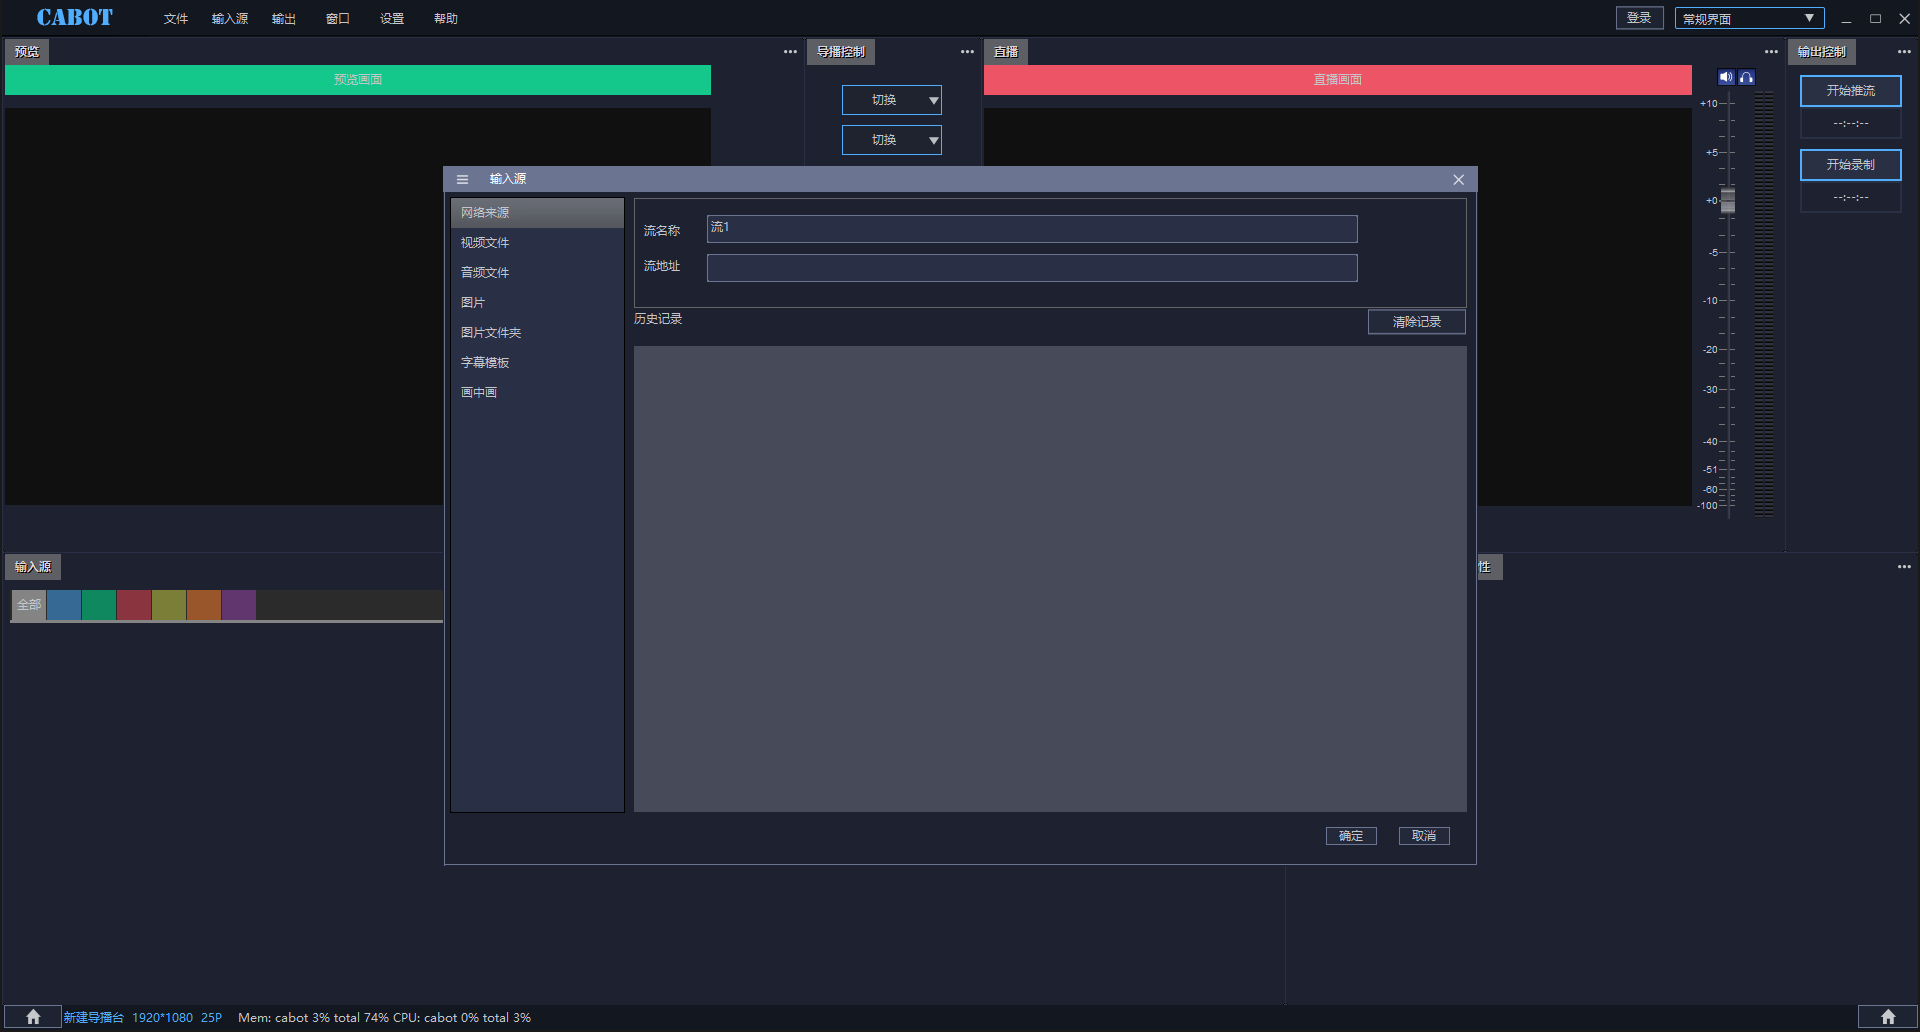 CABOT 文件 输入源 输出 窗口 设置 帮助 登录 常规界面
预览 导播控制 直播 输出控制
预览画面 直播画面
切换
切换
开始推流
--:--:--
开始录制
--:--:--
+10
+5
+0
-5
-10
-20
-30
-40
-51
-60
-100
输入源
网络来源
视频文件
音频文件
图片
图片文件夹
字幕模板
画中画
流名称 流1
流地址
历史记录 清除记录
确定 取消
输入源 性
全部
新建导播台 1920*1080 25P Mem: cabot 3% total 74% CPU: cabot 0% total 3%